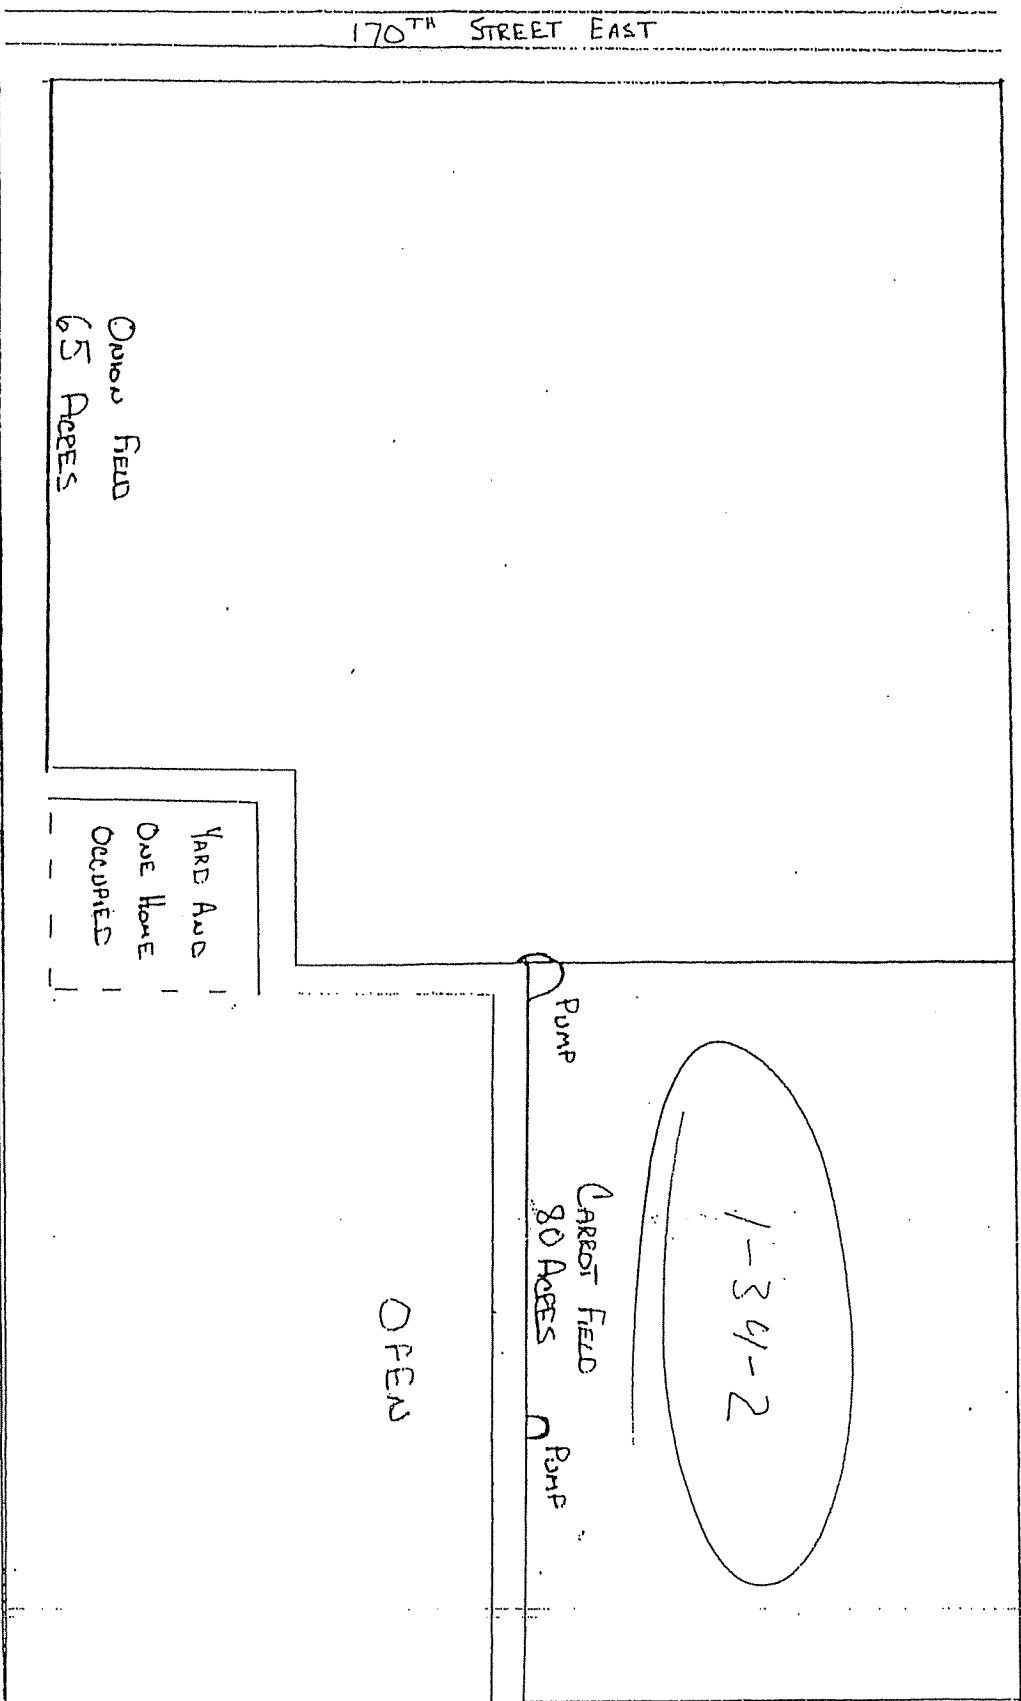 170TH STREET EAST
ONION FIELD
65 ACRES
YARD AND
ONE HOME
OCCUPIED
PUMP
1-34-2
CARROT FIELD
80 ACRES
PUMP
OPEN